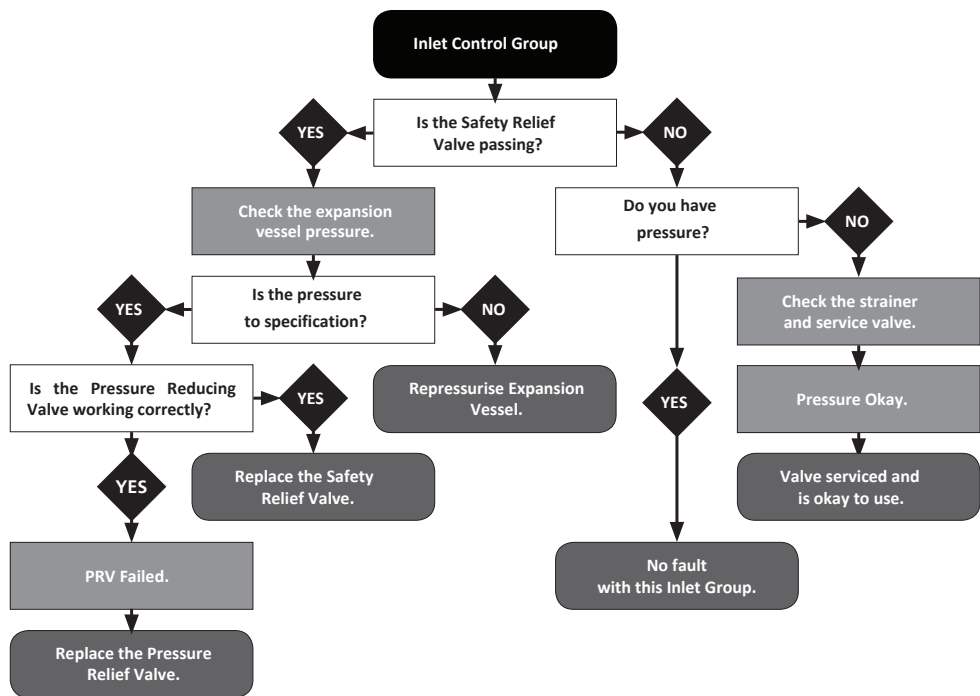 Inlet Control Group
Is the Safety Relief
Valve passing?
YES
NO
Check the expansion
vessel pressure.
Do you have
pressure?
NO
YES
Is the pressure
to specification?
NO
Check the strainer
and service valve.
Is the Pressure Reducing
Valve working correctly?
YES
Repressurise Expansion
Vessel.
YES
Pressure Okay.
YES
Replace the Safety
Relief Valve.
Valve serviced and
is okay to use.
PRV Failed.
No fault
with this Inlet Group.
Replace the Pressure
Relief Valve.